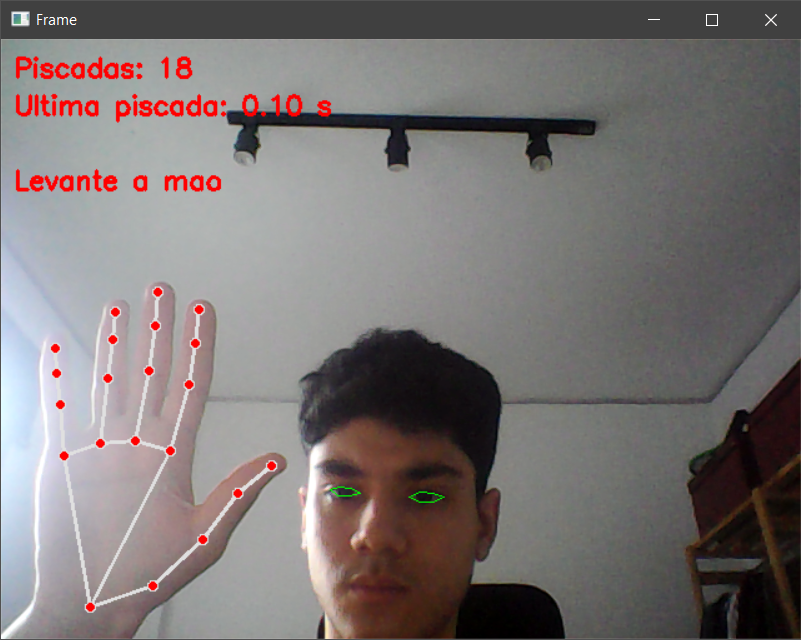 Frame
Piscadas: 18
Ultima piscada: 0.10 s
Levante a mao